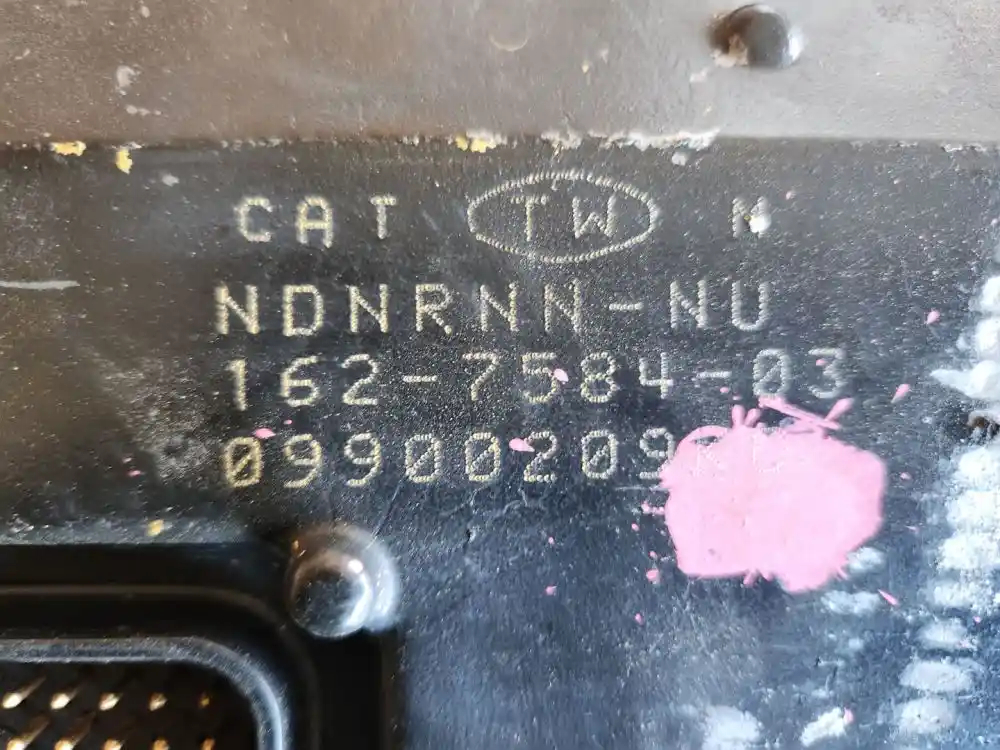 CAT TW M
NDNRNN-NU
162-7584-03
09900209